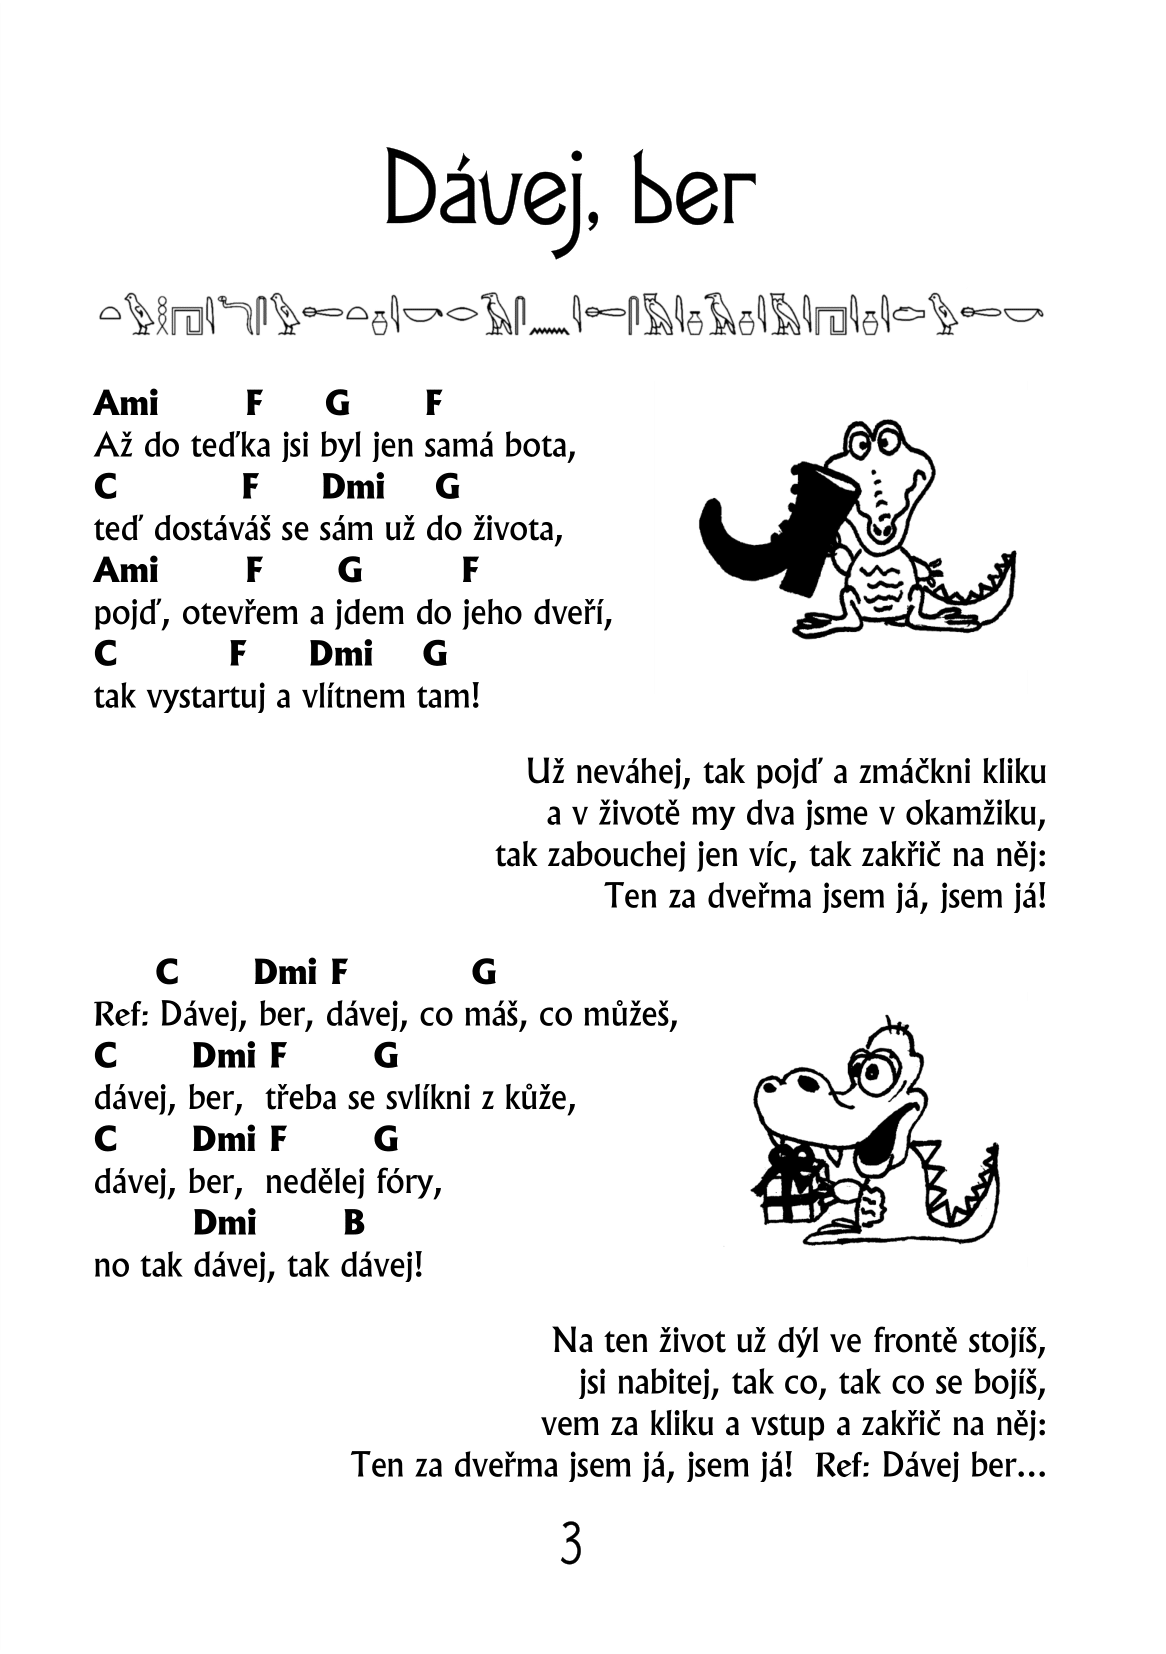 Dávej, ber
Ami F G F
Až do teďka jsi byl jen samá bota,
C F Dmi G
teď dostáváš se sám už do života,
Ami F G F
pojď, otevřem a jdem do jeho dveří,
C F Dmi G
tak vystartuj a vlítnem tam!
Už neváhej, tak pojď a zmáčkni kliku
a v životě my dva jsme v okamžiku,
tak zabouchej jen víc, tak zakřič na něj:
Ten za dveřma jsem já, jsem já!
C Dmi F G
Ref: Dávej, ber, dávej, co máš, co můžeš,
C Dmi F G
dávej, ber, třeba se svlíkni z kůže,
C Dmi F G
dávej, ber, nedělej fóry,
Dmi B
no tak dávej, tak dávej!
Na ten život už dýl ve frontě stojíš,
jsi nabitej, tak co, tak co se bojíš,
vem za kliku a vstup a zakřič na něj:
Ten za dveřma jsem já, jsem já! Ref: Dávej ber...
3